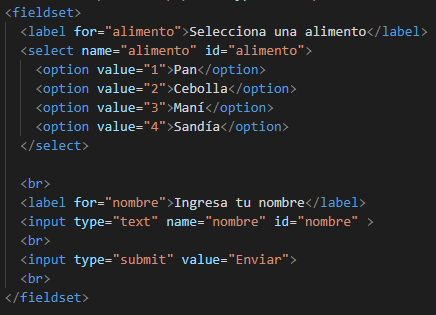 <fieldset>
<label for="alimento">Selecciona una alimento</label>
<select name="alimento" id="alimento">
<option value="1">Pan</option>
<option value="2">Cebolla</option>
<option value="3">Maní</option>
<option value="4">Sandía</option>
</select>
<br>
<label for="nombre">Ingresa tu nombre</label>
<input type="text" name="nombre" id="nombre" >
<br>
<input type="submit" value="Enviar">
<br>
</fieldset>